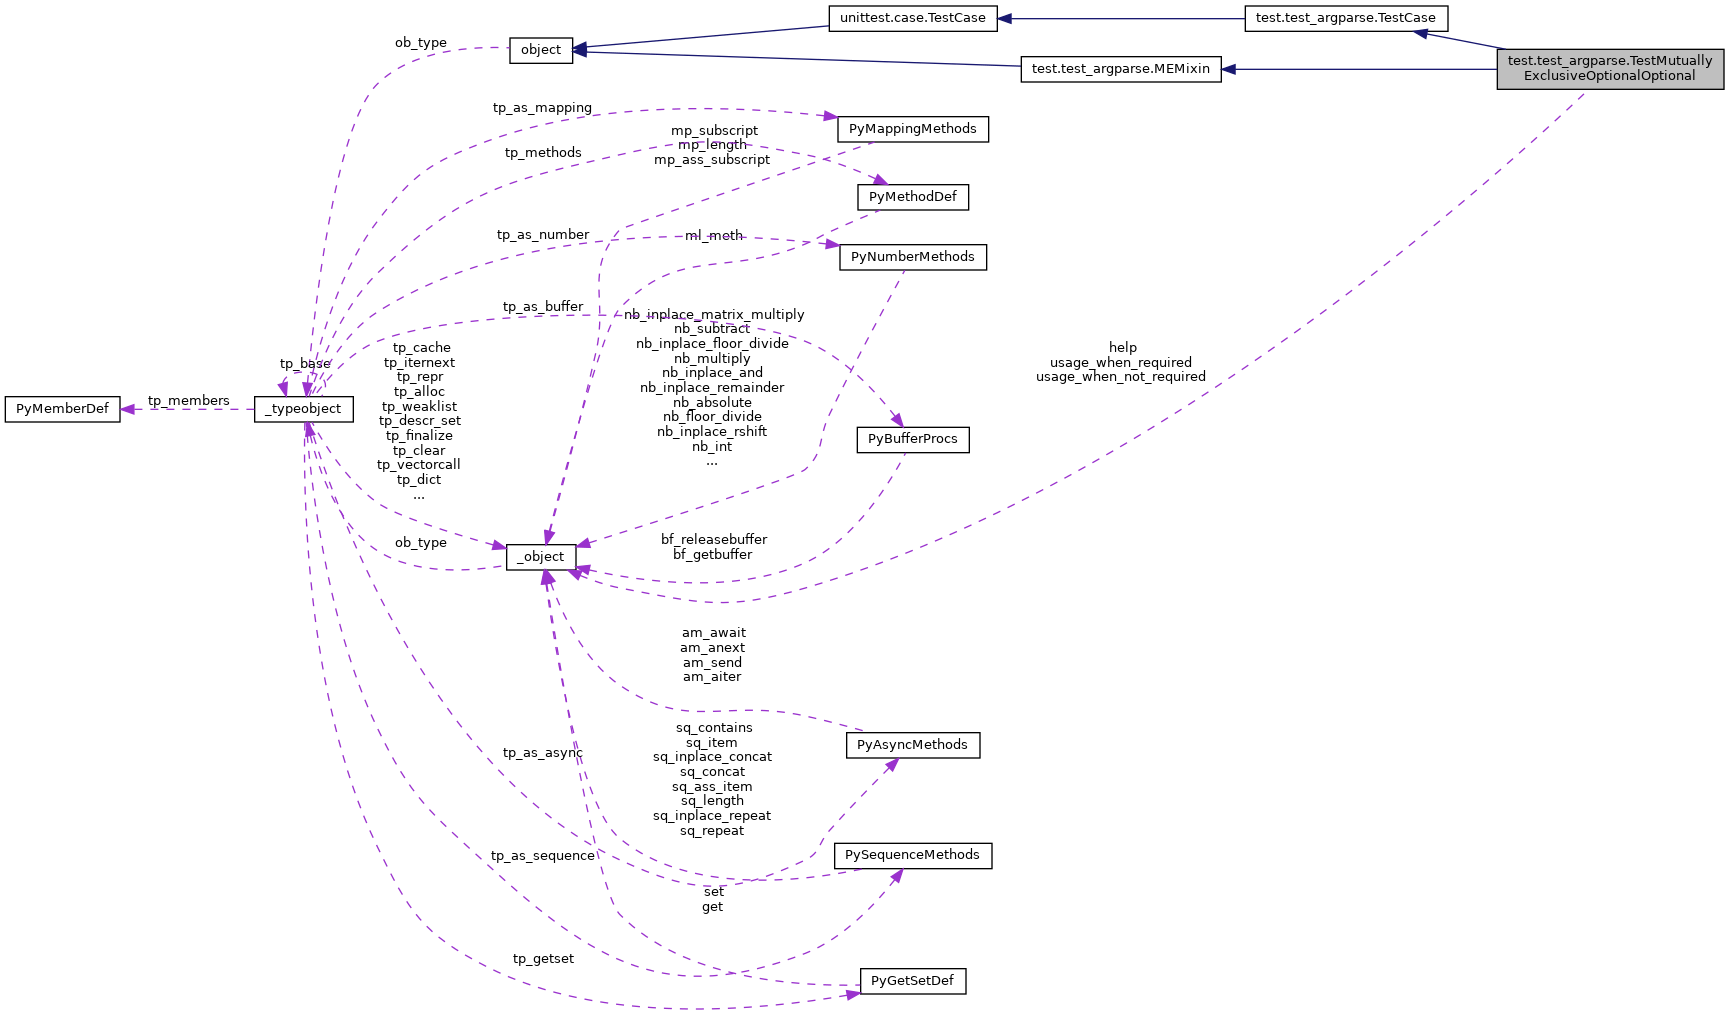 unittest.case.TestCase
test.test_argparse.TestCase
ob_type
object
test.test_argparse.MEMixin
test.test_argparse.TestMutually
ExclusiveOptionalOptional
tp_as_mapping
PyMappingMethods
mp_subscript
mp_length
mp_ass_subscript
tp_methods
PyMethodDef
tp_as_number
ml_meth
PyNumberMethods
tp_as_buffer
nb_inplace_matrix_multiply
nb_subtract
nb_inplace_floor_divide
nb_multiply
nb_inplace_and
nb_inplace_remainder
nb_absolute
nb_floor_divide
nb_inplace_rshift
nb_int
...
help
usage_when_required
usage_when_not_required
tp_base
tp_cache
tp_iternext
tp_repr
tp_alloc
tp_weaklist
tp_descr_set
tp_finalize
tp_clear
tp_vectorcall
tp_dict
...
PyMemberDef
tp_members
_typeobject
PyBufferProcs
ob_type
_object
bf_releasebuffer
bf_getbuffer
am_await
am_anext
am_send
am_aiter
PyAsyncMethods
tp_as_async
sq_contains
sq_item
sq_inplace_concat
sq_concat
sq_ass_item
sq_length
sq_inplace_repeat
sq_repeat
tp_as_sequence
PySequenceMethods
set
get
tp_getset
PyGetSetDef